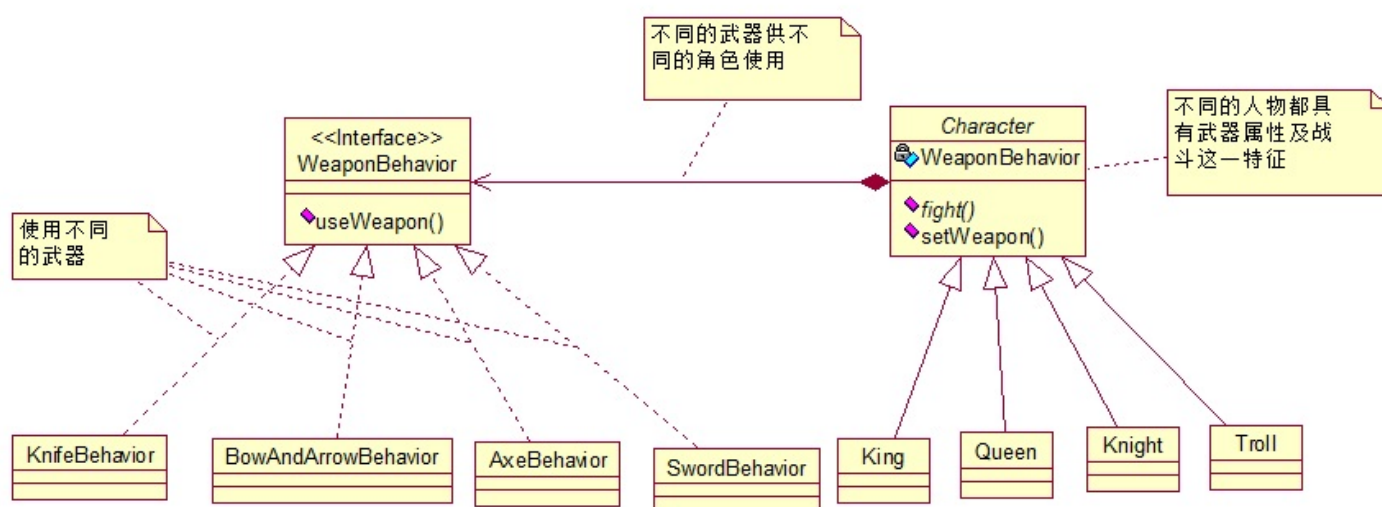 不同的武器供不
同的角色使用
<<Interface>>
WeaponBehavior
useWeapon()
Character
WeaponBehavior
fight()
setWeapon()
不同的人物都具
有武器属性及战
斗这一特征
使用不同
的武器
KnifeBehavior
BowAndArrowBehavior
AxeBehavior
SwordBehavior
King
Queen
Knight
Troll